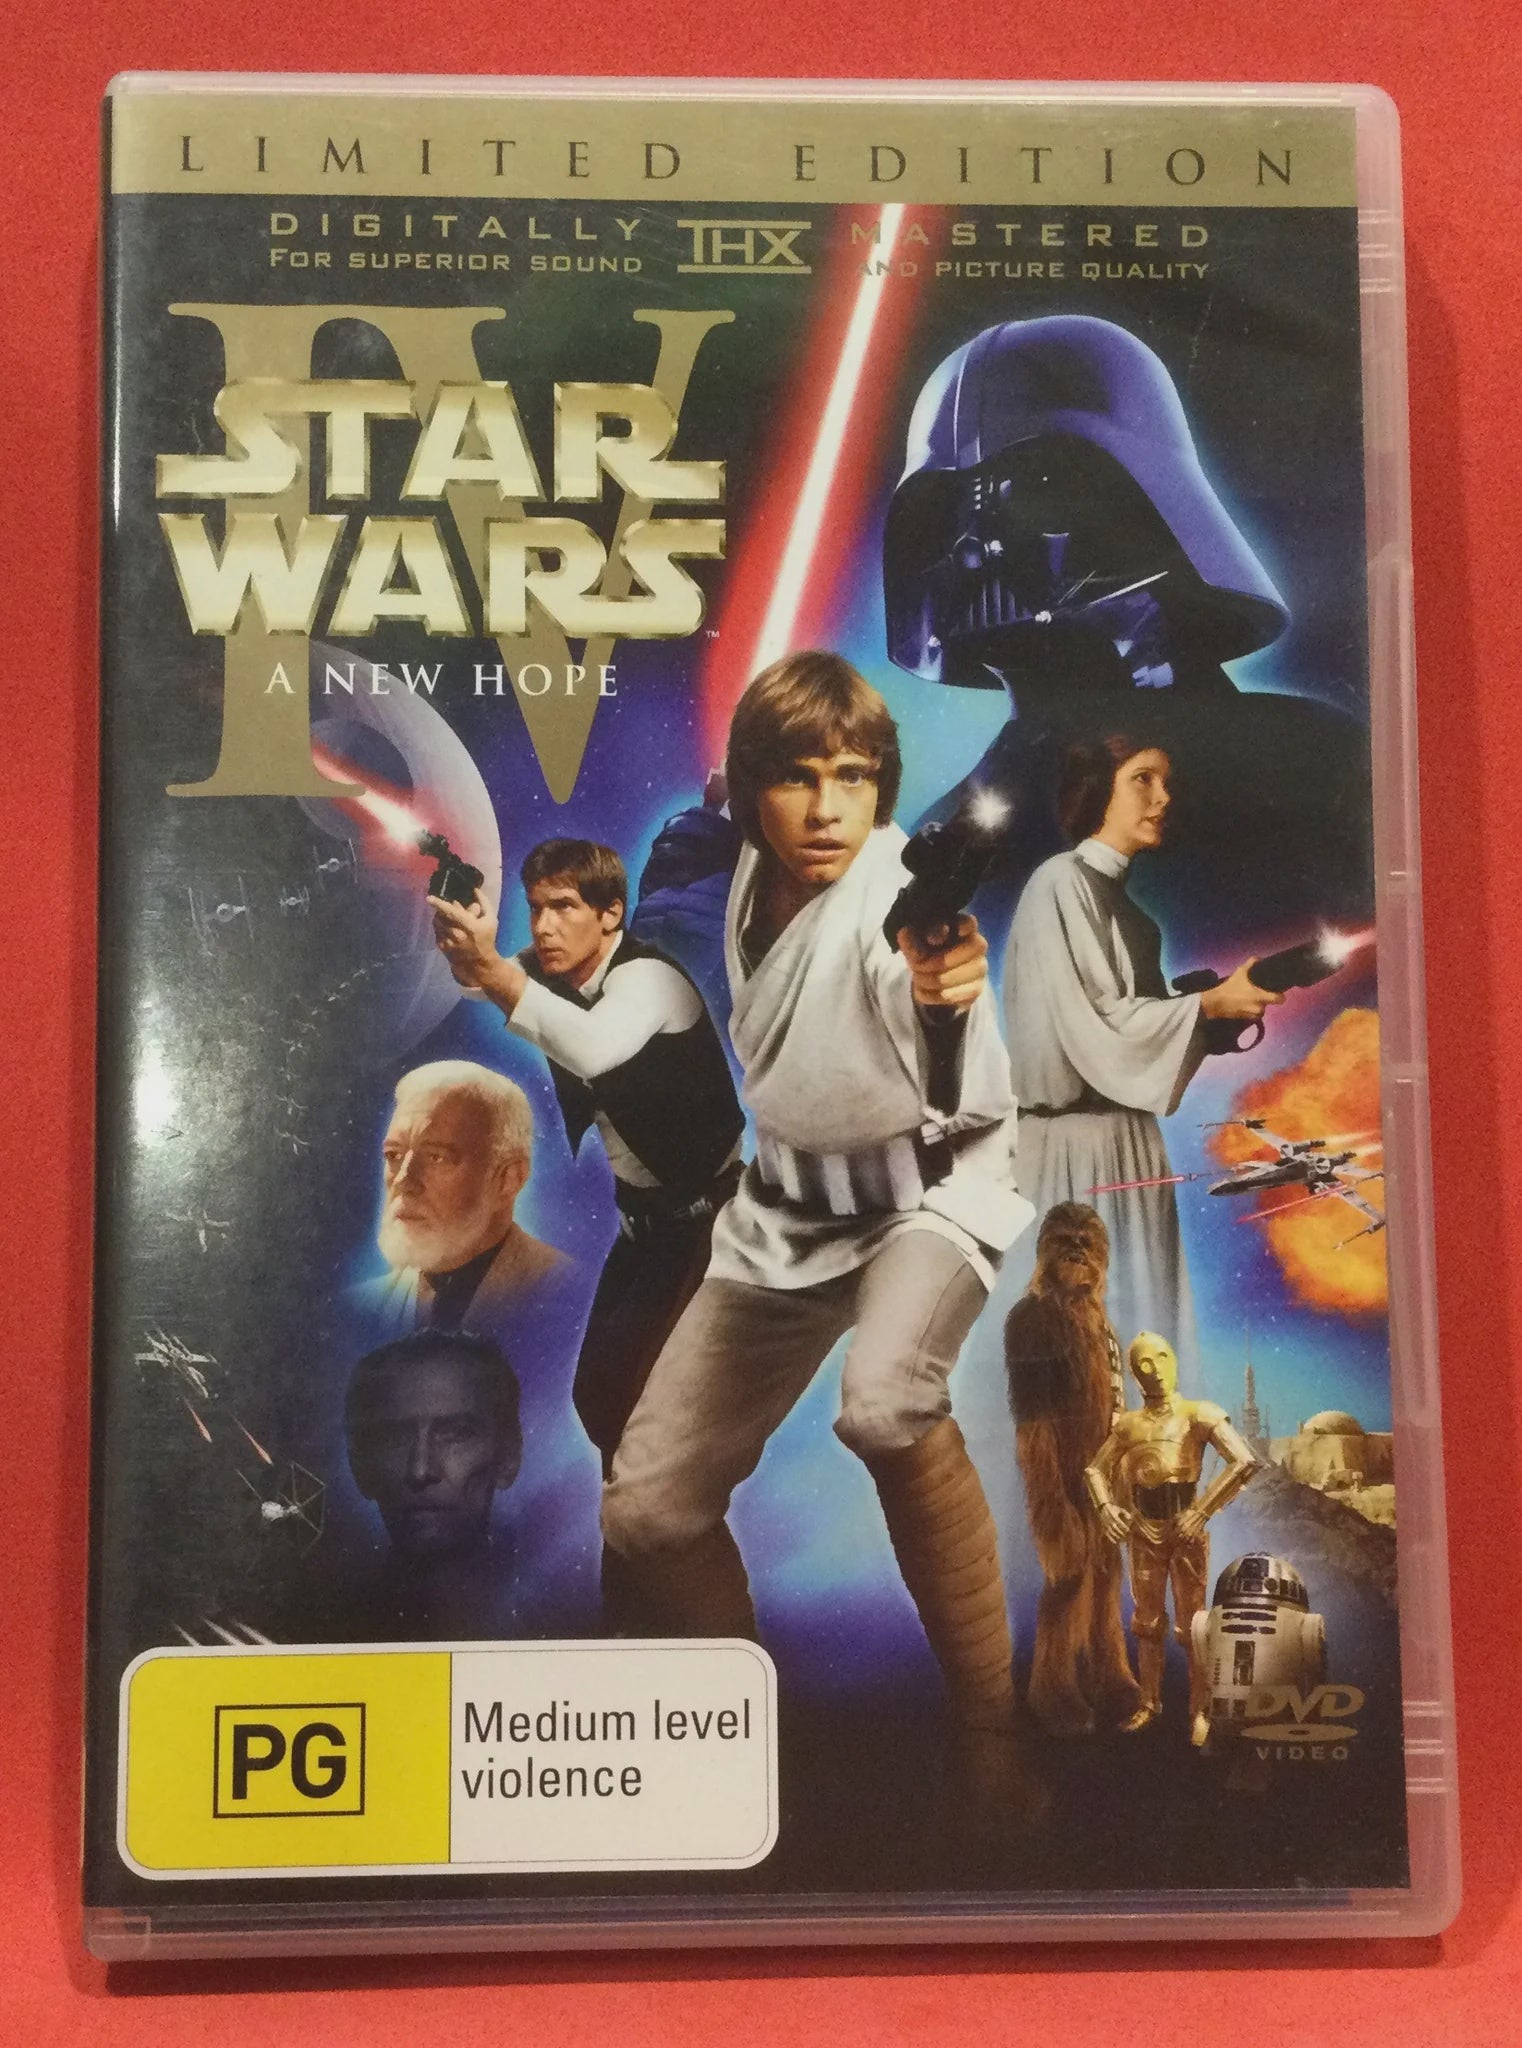 LIMITED EDITION
DIGITALLY THX MASTERED
FOR SUPERIOR SOUND AND PICTURE QUALITY
IV
STAR
WARS
™
A NEW HOPE
PG
Medium level
violence
DVD
VIDEO